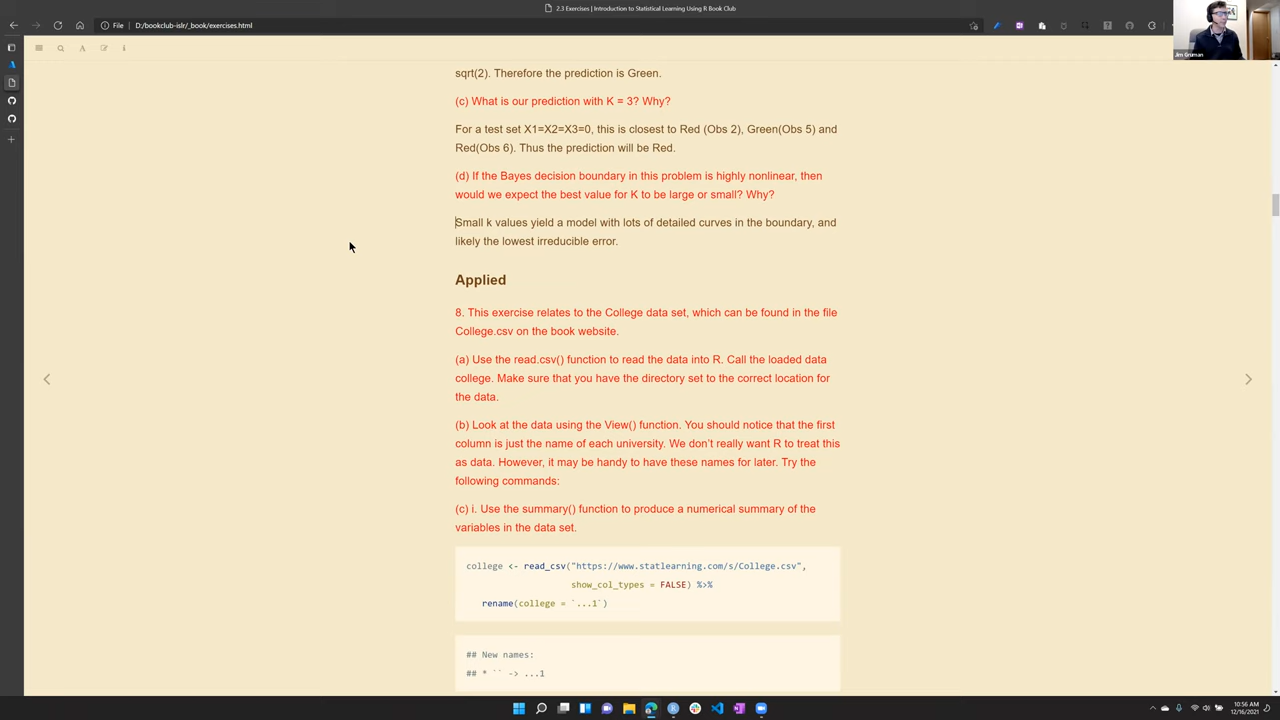 2.3 Exercises | Introduction to Statistical Learning Using R Book Club
File
D:/bookclub-islr/_book/exercises.html
Jim Gruman
sqrt(2). Therefore the prediction is Green.
(c) What is our prediction with K = 3? Why?
For a test set X1=X2=X3=0, this is closest to Red (Obs 2), Green(Obs 5) and
Red(Obs 6). Thus the prediction will be Red.
(d) If the Bayes decision boundary in this problem is highly nonlinear, then
would we expect the best value for K to be large or small? Why?
Small k values yield a model with lots of detailed curves in the boundary, and
likely the lowest irreducible error.
Applied
8. This exercise relates to the College data set, which can be found in the file
College.csv on the book website.
(a) Use the read.csv() function to read the data into R. Call the loaded data
college. Make sure that you have the directory set to the correct location for
the data.
(b) Look at the data using the View() function. You should notice that the first
column is just the name of each university. We don't really want R to treat this
as data. However, it may be handy to have these names for later. Try the
following commands:
(c) i. Use the summary() function to produce a numerical summary of the
variables in the data set.
college <- read_csv("https://www.statlearning.com/s/College.csv",
show_col_types = FALSE) %>%
rename(college = `...1`)
## New names:
## * `` -> ...1
10:56 AM
12/16/2021